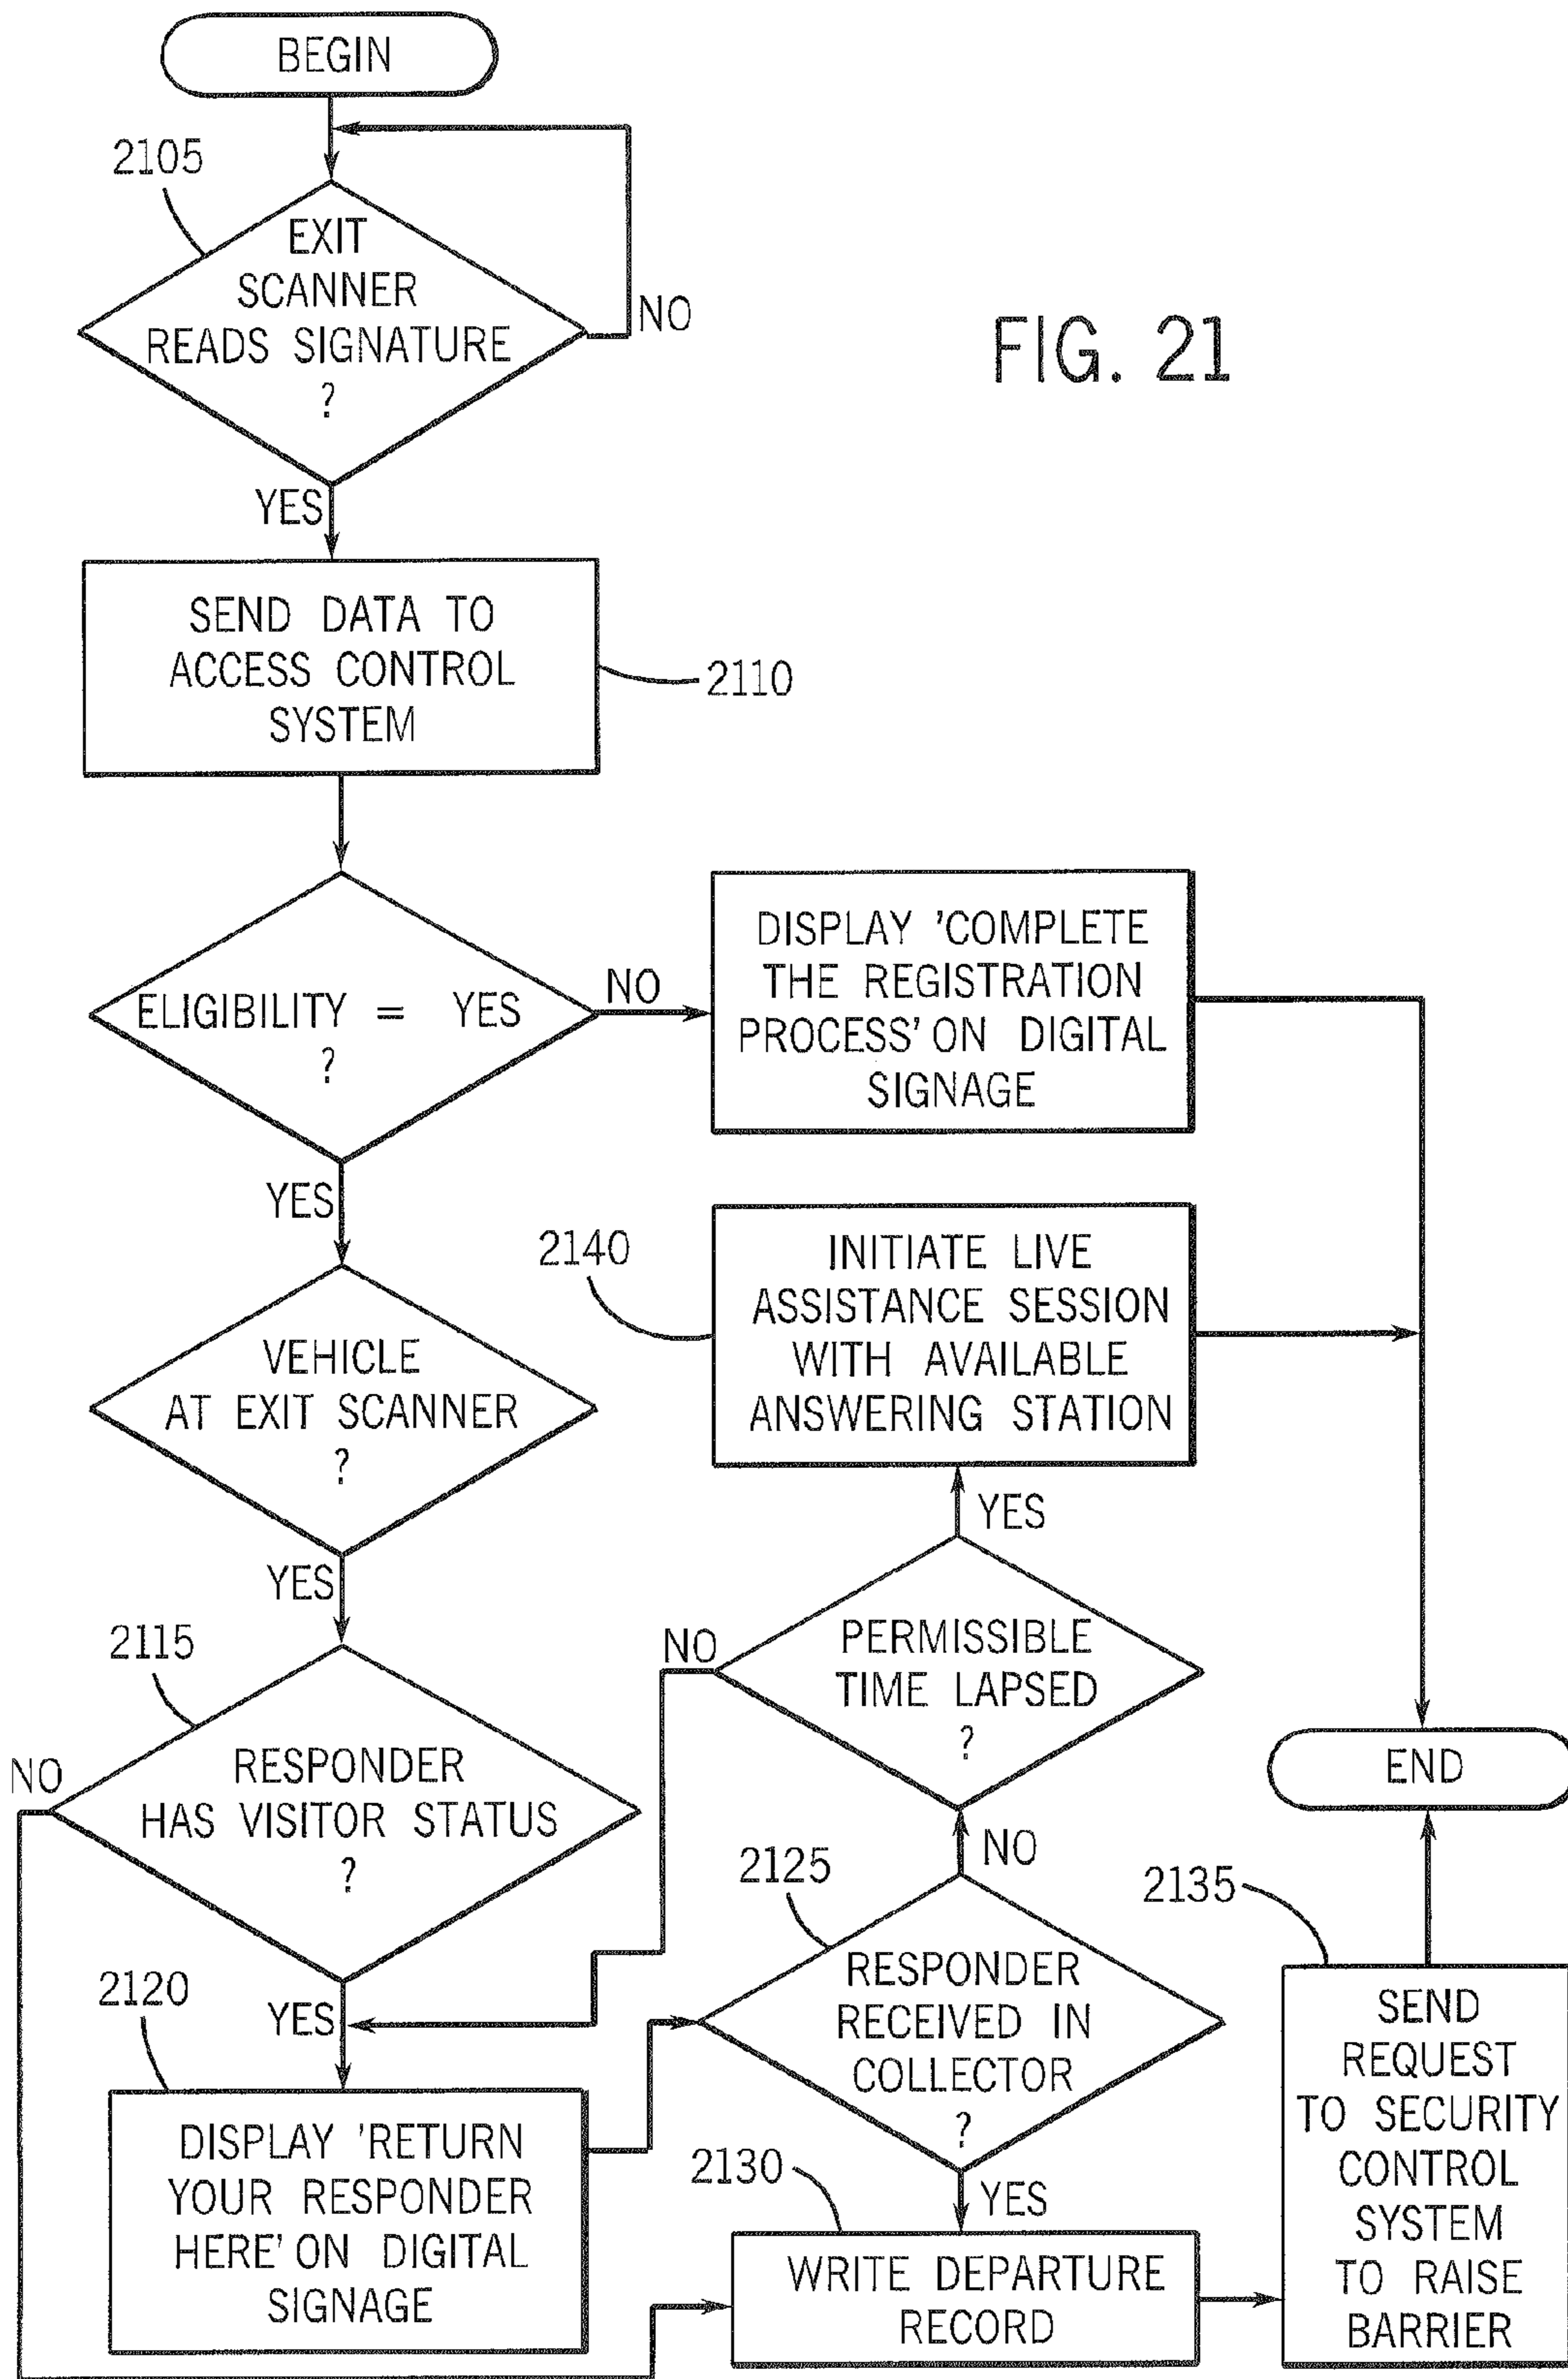 BEGIN
2105
EXIT
SCANNER
READS SIGNATURE
?
NO
FIG. 21
YES
SEND DATA TO
ACCESS CONTROL
SYSTEM
2110
ELIGIBILITY = YES
?
NO
DISPLAY 'COMPLETE
THE REGISTRATION
PROCESS' ON DIGITAL
SIGNAGE
YES
2140
INITIATE LIVE
ASSISTANCE SESSION
WITH AVAILABLE
ANSWERING STATION
VEHICLE
AT EXIT SCANNER
?
YES
YES
2115
NO
PERMISSIBLE
TIME LAPSED
?
NO
RESPONDER
HAS VISITOR STATUS
?
END
NO
2125
2135
2120
YES
RESPONDER
RECEIVED IN
COLLECTOR
?
SEND
REQUEST
TO SECURITY
CONTROL
SYSTEM
TO RAISE
BARRIER
DISPLAY 'RETURN
YOUR RESPONDER
HERE' ON DIGITAL
SIGNAGE
2130
YES
WRITE DEPARTURE
RECORD